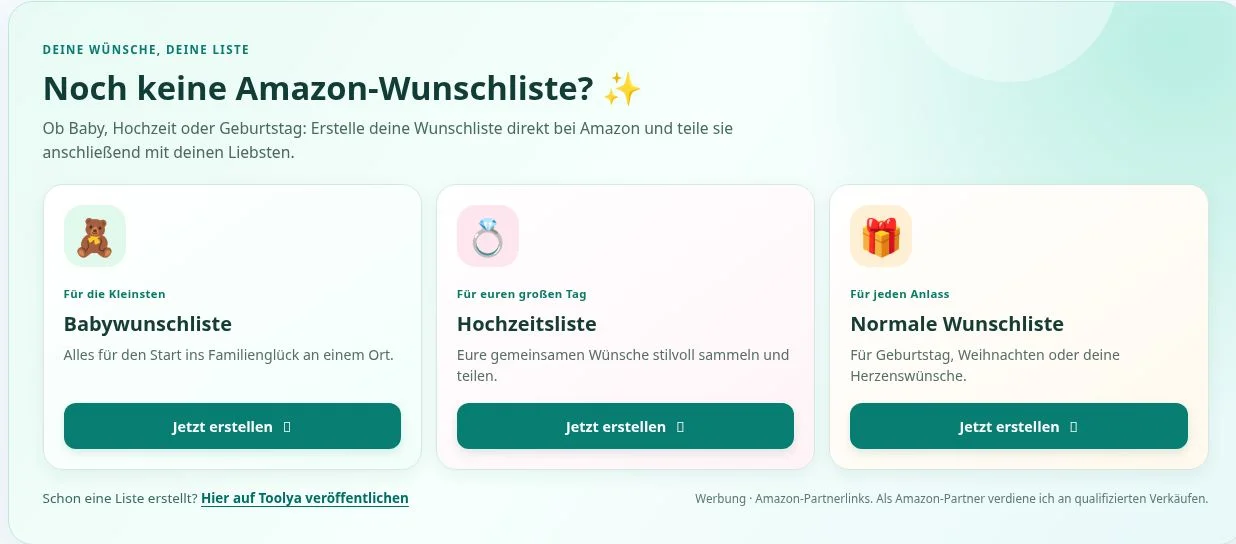 DEINE WÜNSCHE, DEINE LISTE
Noch keine Amazon-Wunschliste? ✨
Ob Baby, Hochzeit oder Geburtstag: Erstelle deine Wunschliste direkt bei Amazon und teile sie
anschließend mit deinen Liebsten.
Für die Kleinsten
Babywunschliste
Alles für den Start ins Familienglück an einem Ort.
Jetzt erstellen
Für euren großen Tag
Hochzeitsliste
Eure gemeinsamen Wünsche stilvoll sammeln und
teilen.
Jetzt erstellen
Für jeden Anlass
Normale Wunschliste
Für Geburtstag, Weihnachten oder deine
Herzenswünsche.
Jetzt erstellen
Schon eine Liste erstellt? Hier auf Toolya veröffentlichen
Werbung · Amazon-Partnerlinks. Als Amazon-Partner verdiene ich an qualifizierten Verkäufen.